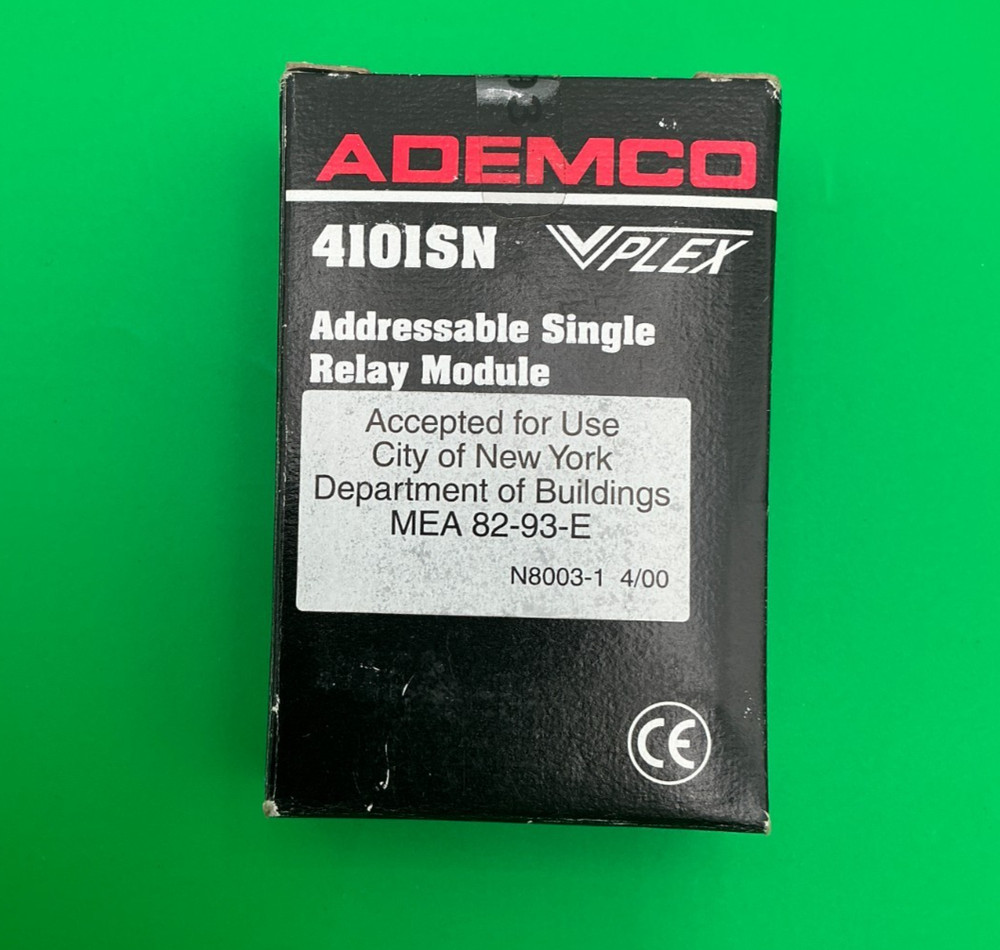 ADEMCO
4101SN
VPLEX
Addressable Single
Relay Module
Accepted for Use
City of New York
Department of Buildings
MEA 82-93-E
N8003-1 4/00
CE